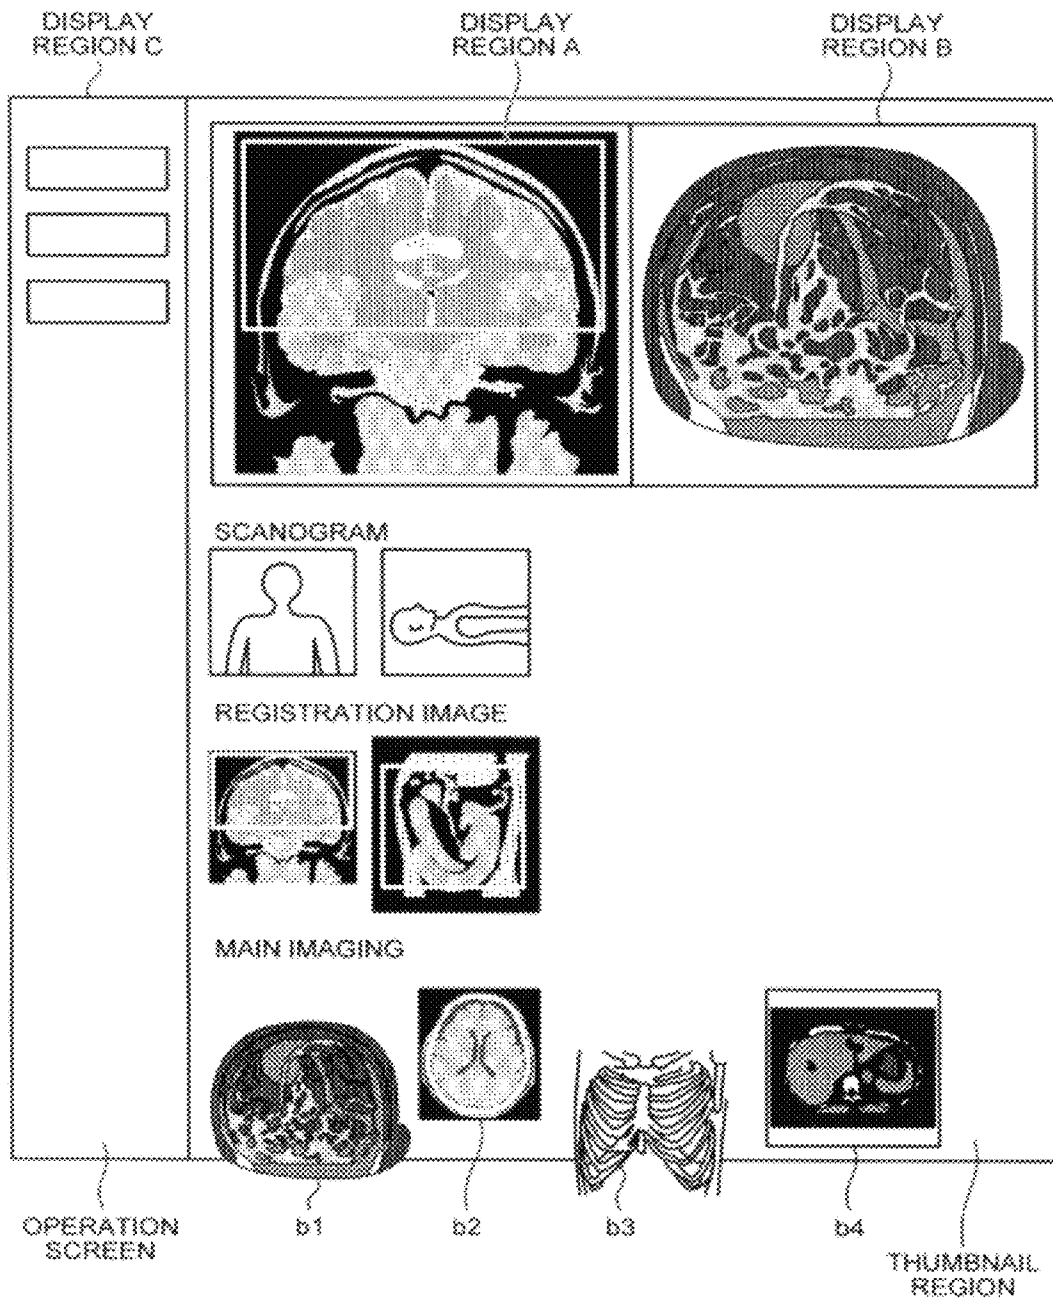 DISPLAY
REGION C
DISPLAY
REGION A
DISPLAY
REGION B
SCANOGRAM
REGISTRATION IMAGE
MAIN IMAGING
OPERATION
SCREEN
b1
b2
b3
b4
THUMBNAIL
REGION